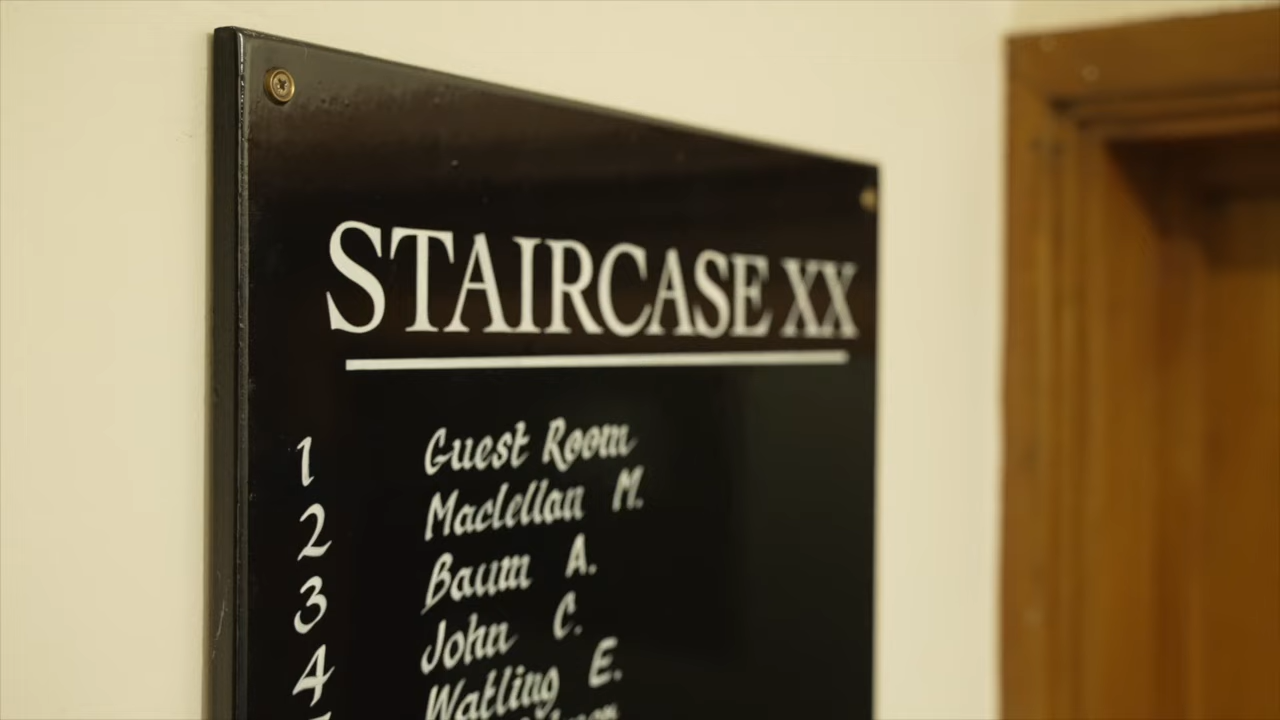 STAIRCASE XX
1 Guest Room
2 Maclellan M.
3 Baum A.
4 John C.
Watling E.